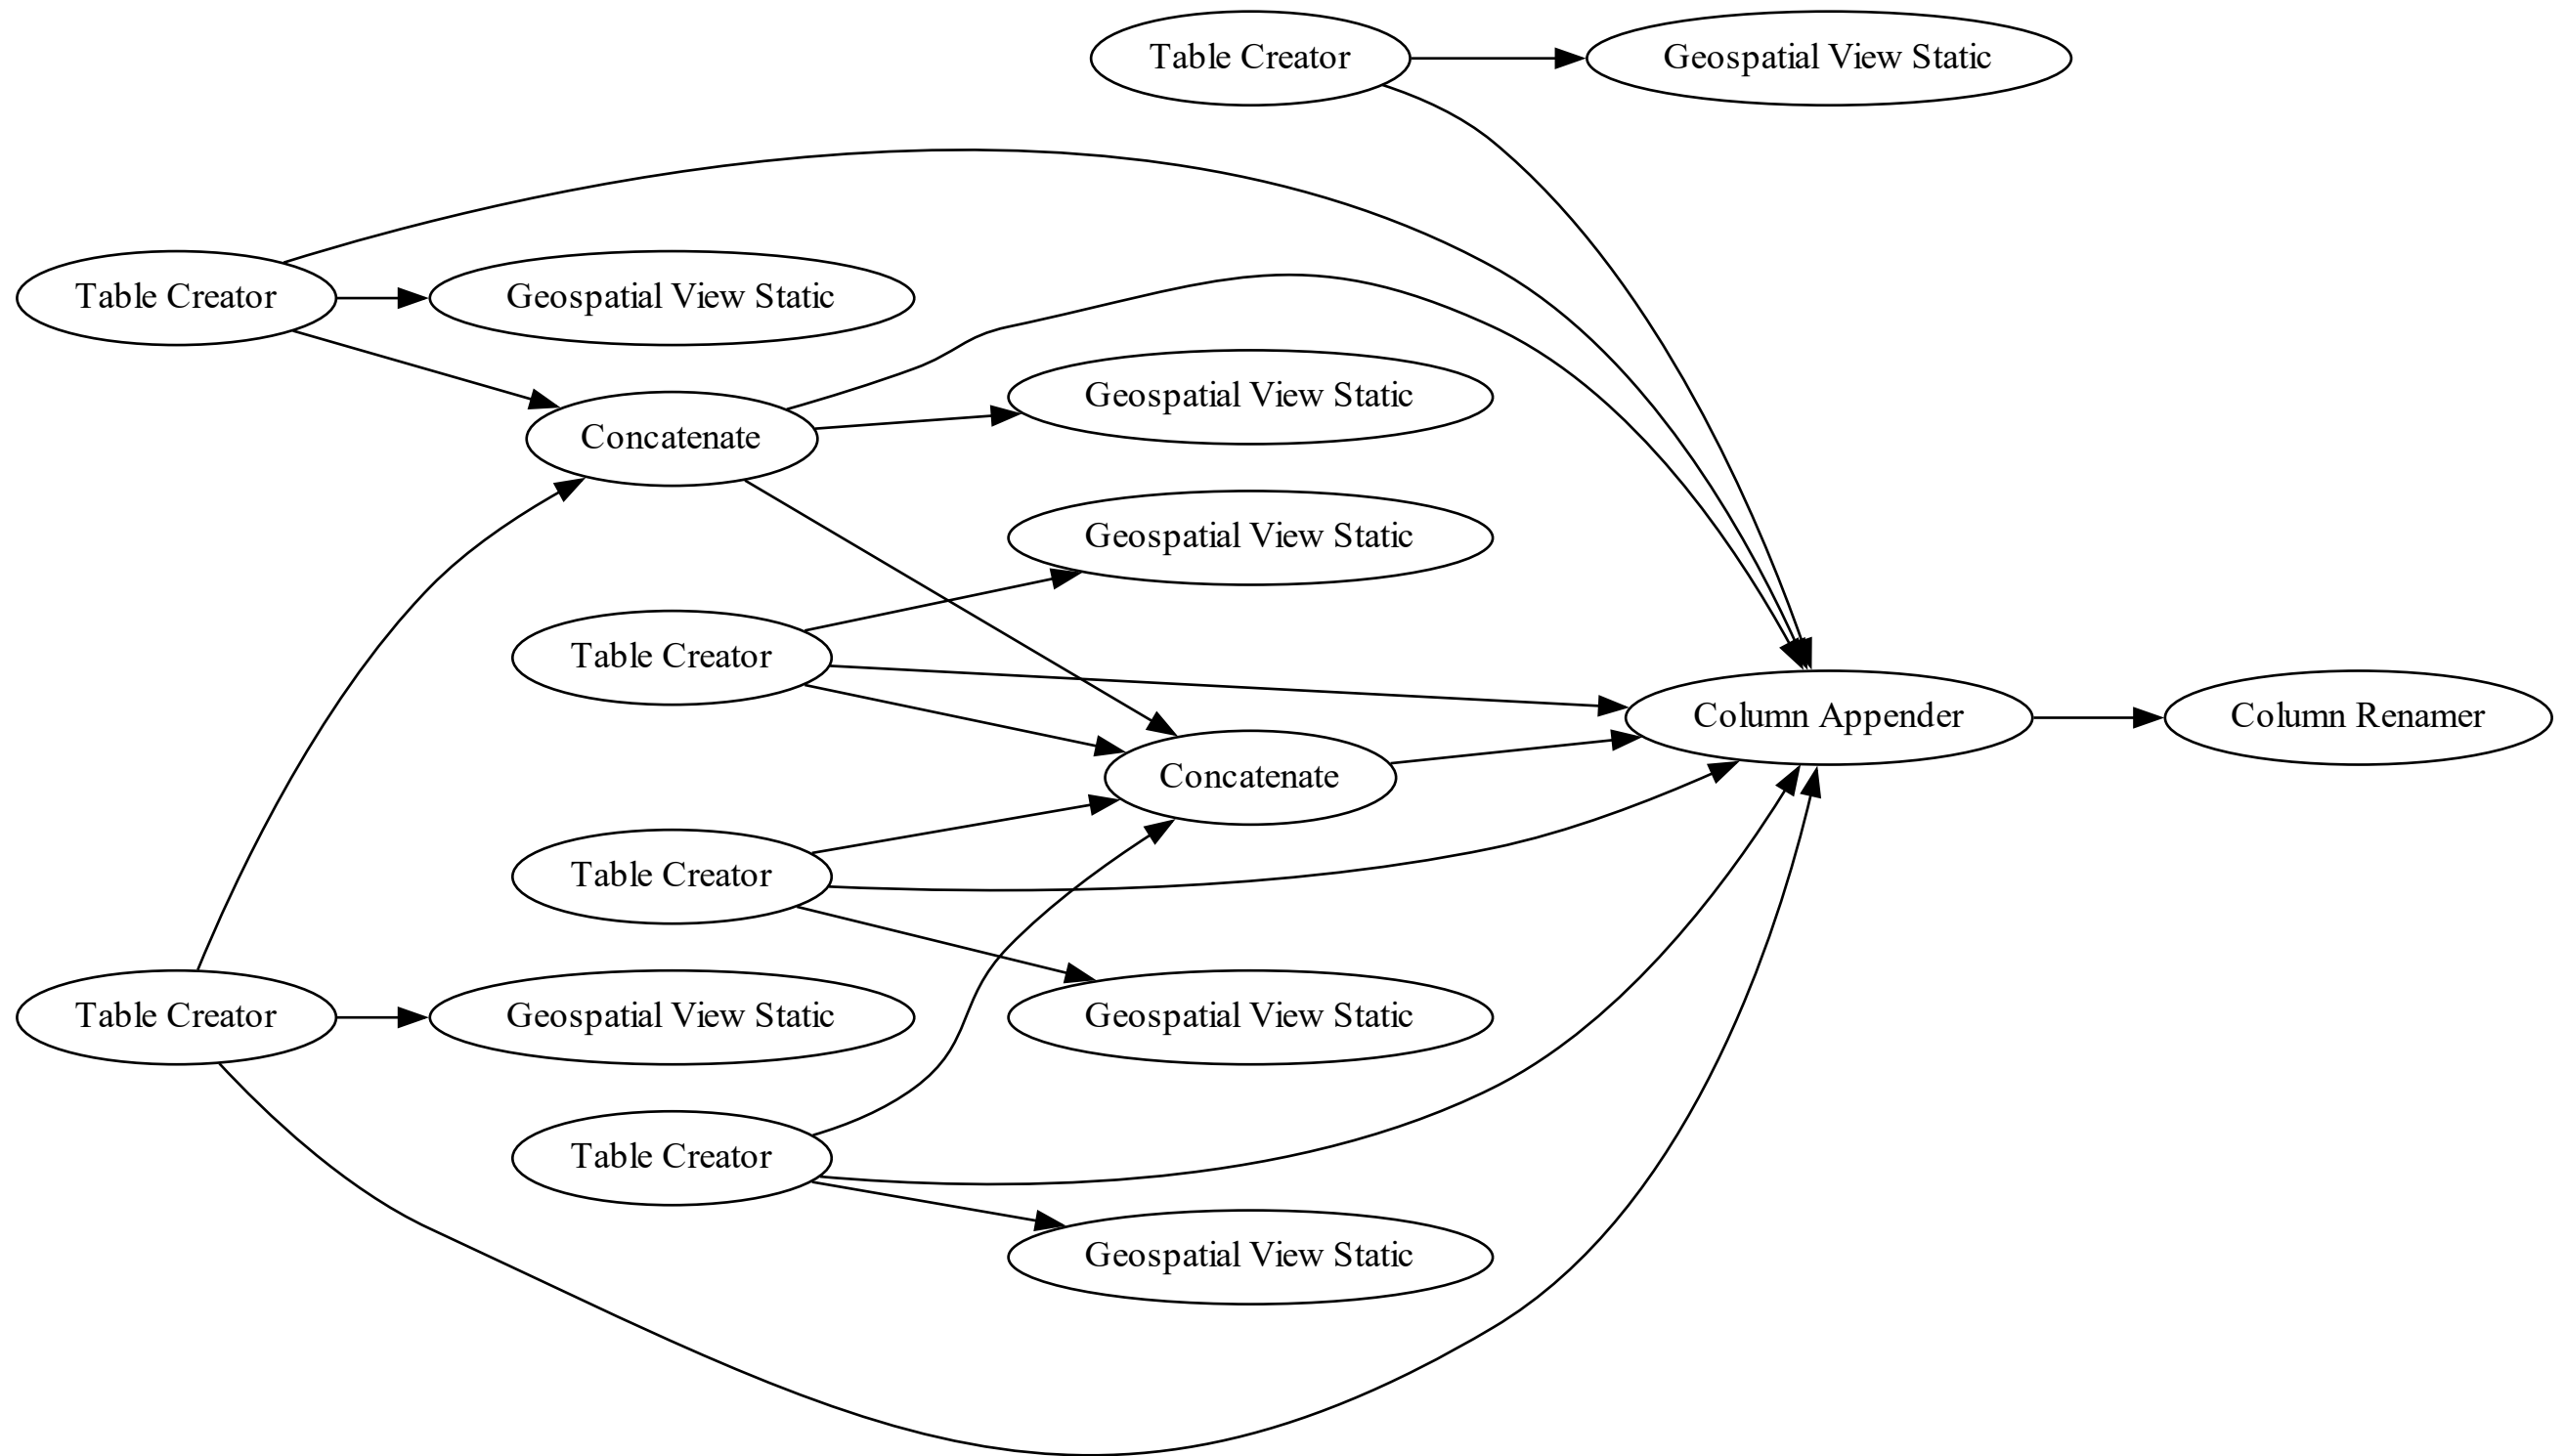 Table Creator
Geospatial View Static
Table Creator
Geospatial View Static
Geospatial View Static
Concatenate
Geospatial View Static
Table Creator
Column Appender
Column Renamer
Concatenate
Table Creator
Table Creator
Geospatial View Static
Geospatial View Static
Table Creator
Geospatial View Static